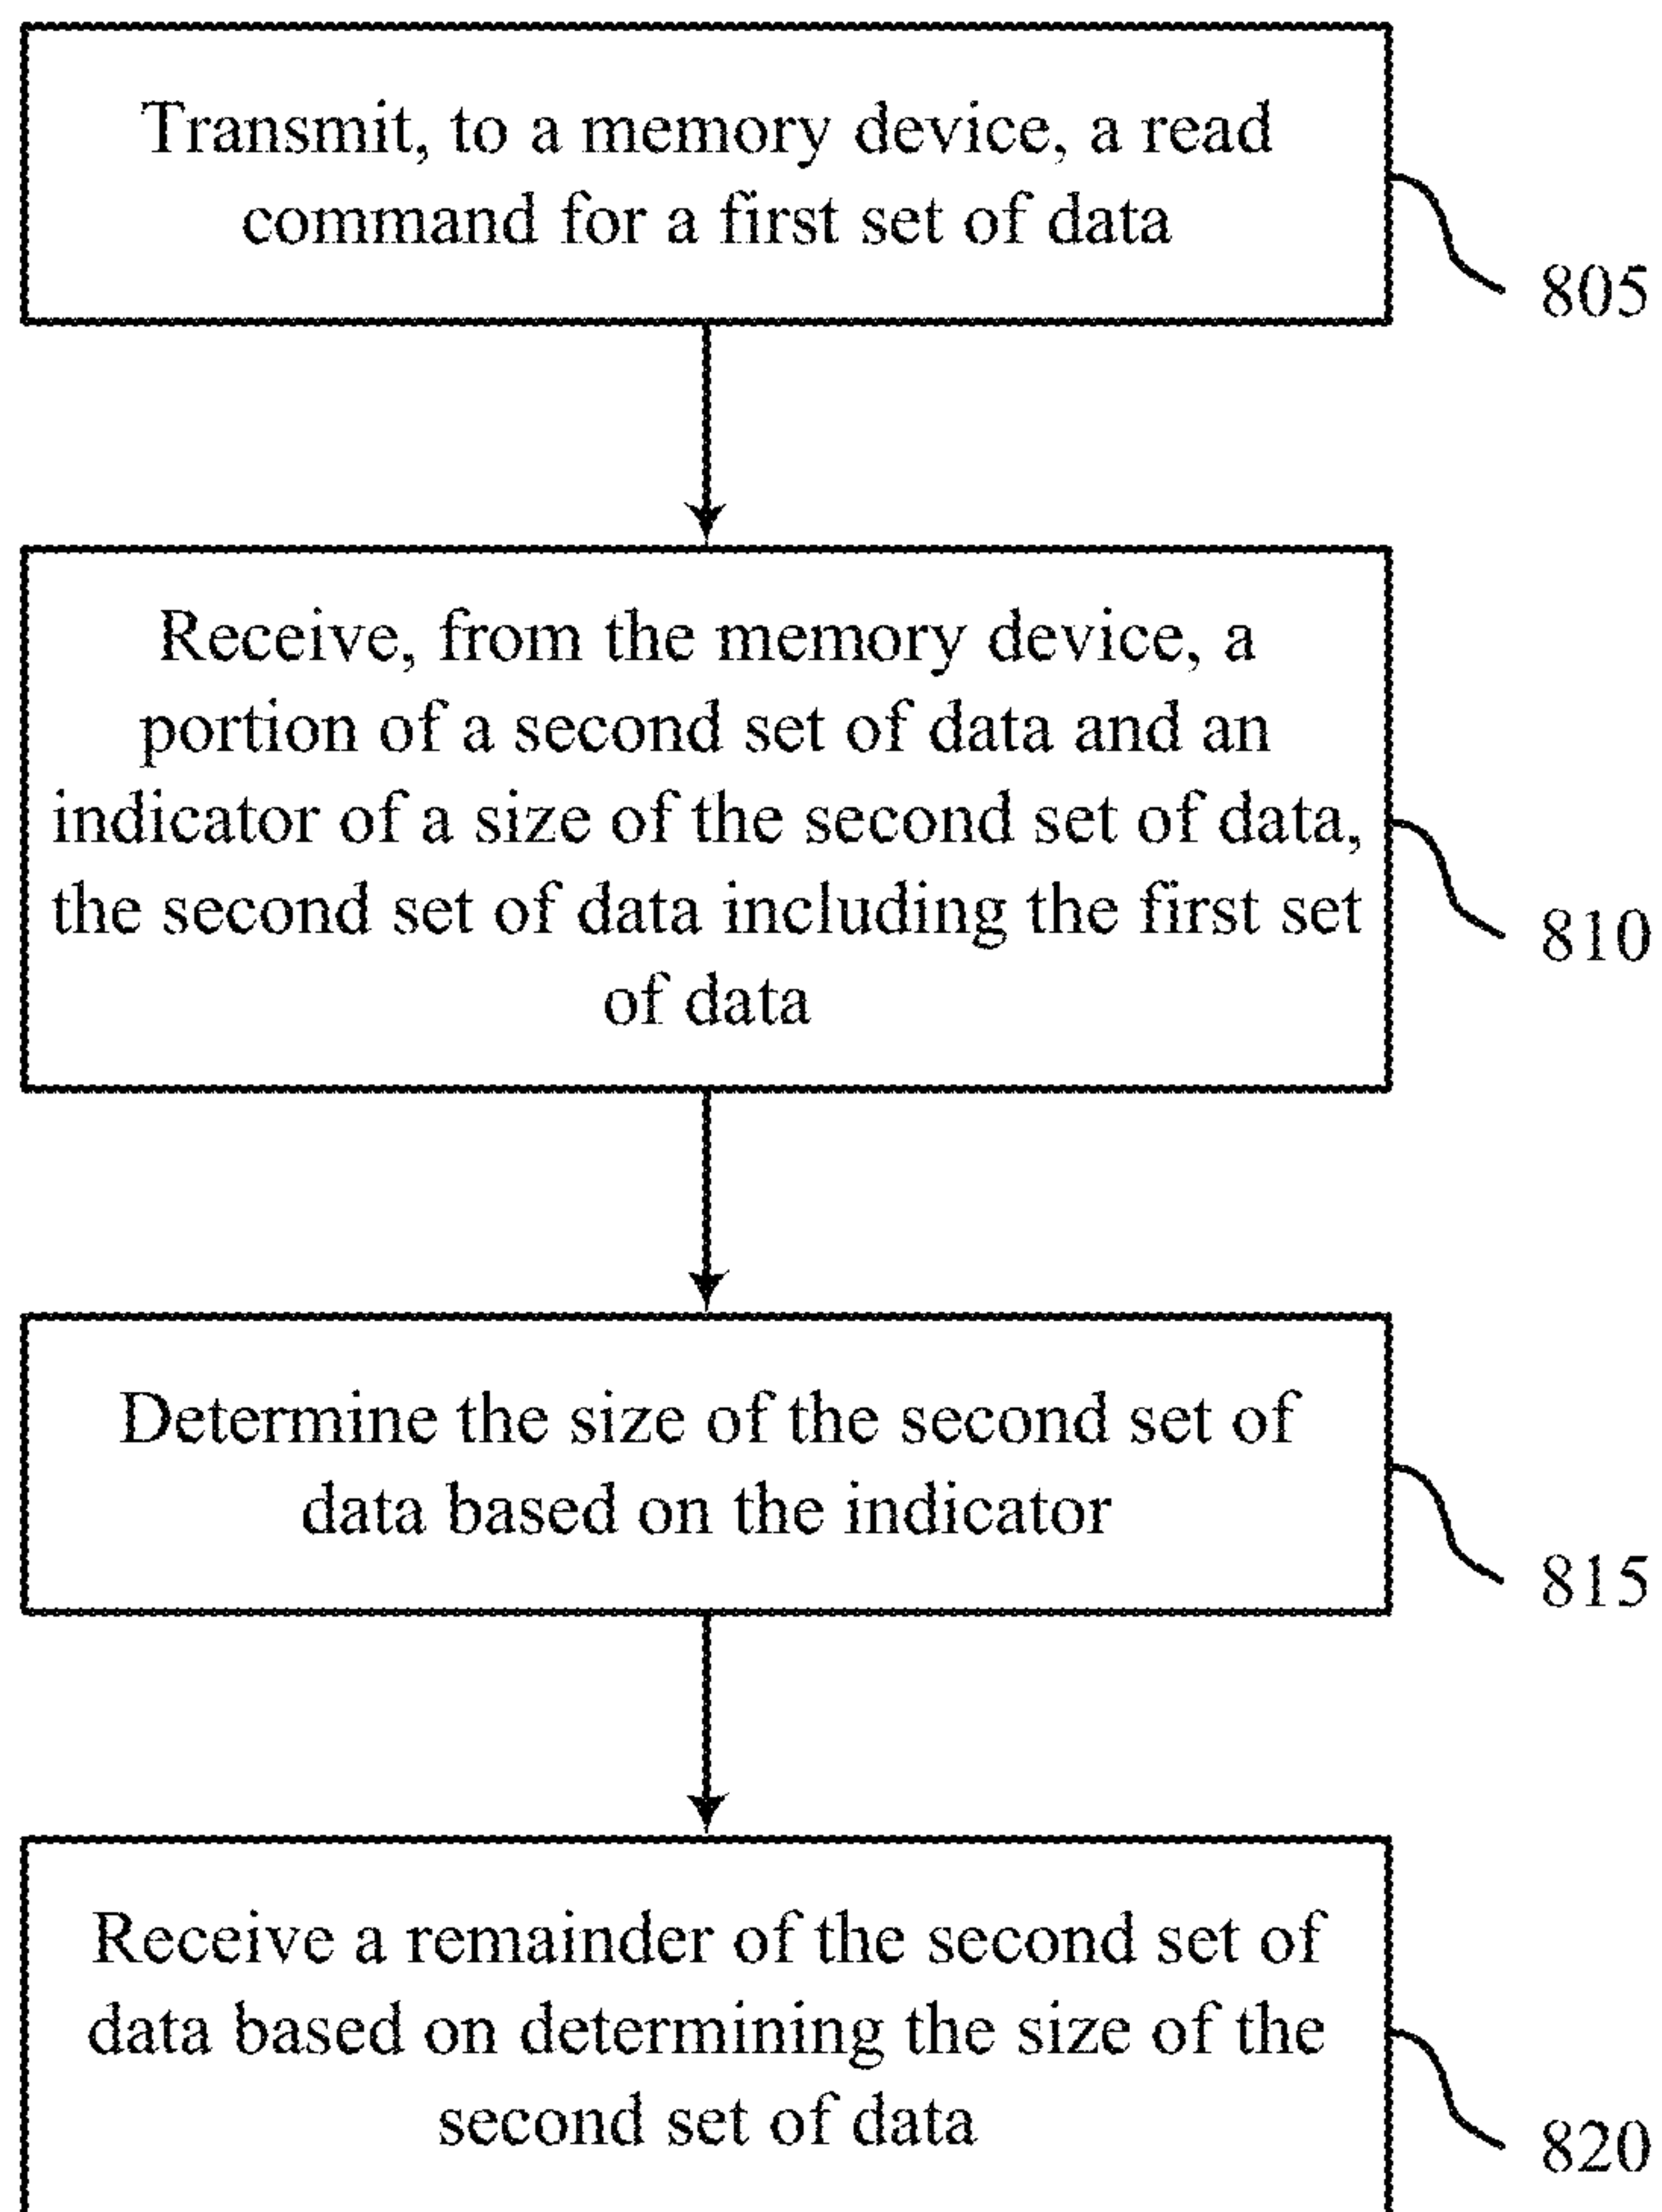 Transmit, to a memory device, a read
command for a first set of data
805
Receive, from the memory device, a
portion of a second set of data and an
indicator of a size of the second set of data,
the second set of data including the first set
of data
810
Determine the size of the second set of
data based on the indicator
815
Receive a remainder of the second set of
data based on determining the size of the
second set of data
820